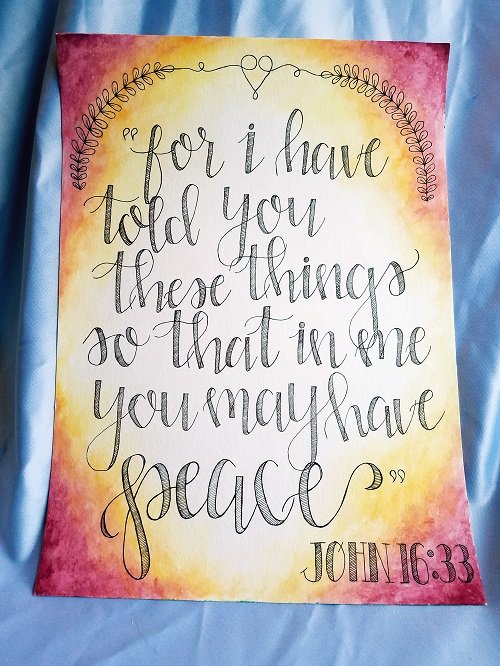 "for i have
told you
these things
so that in me
you may have
peace"
JOHN 16:33